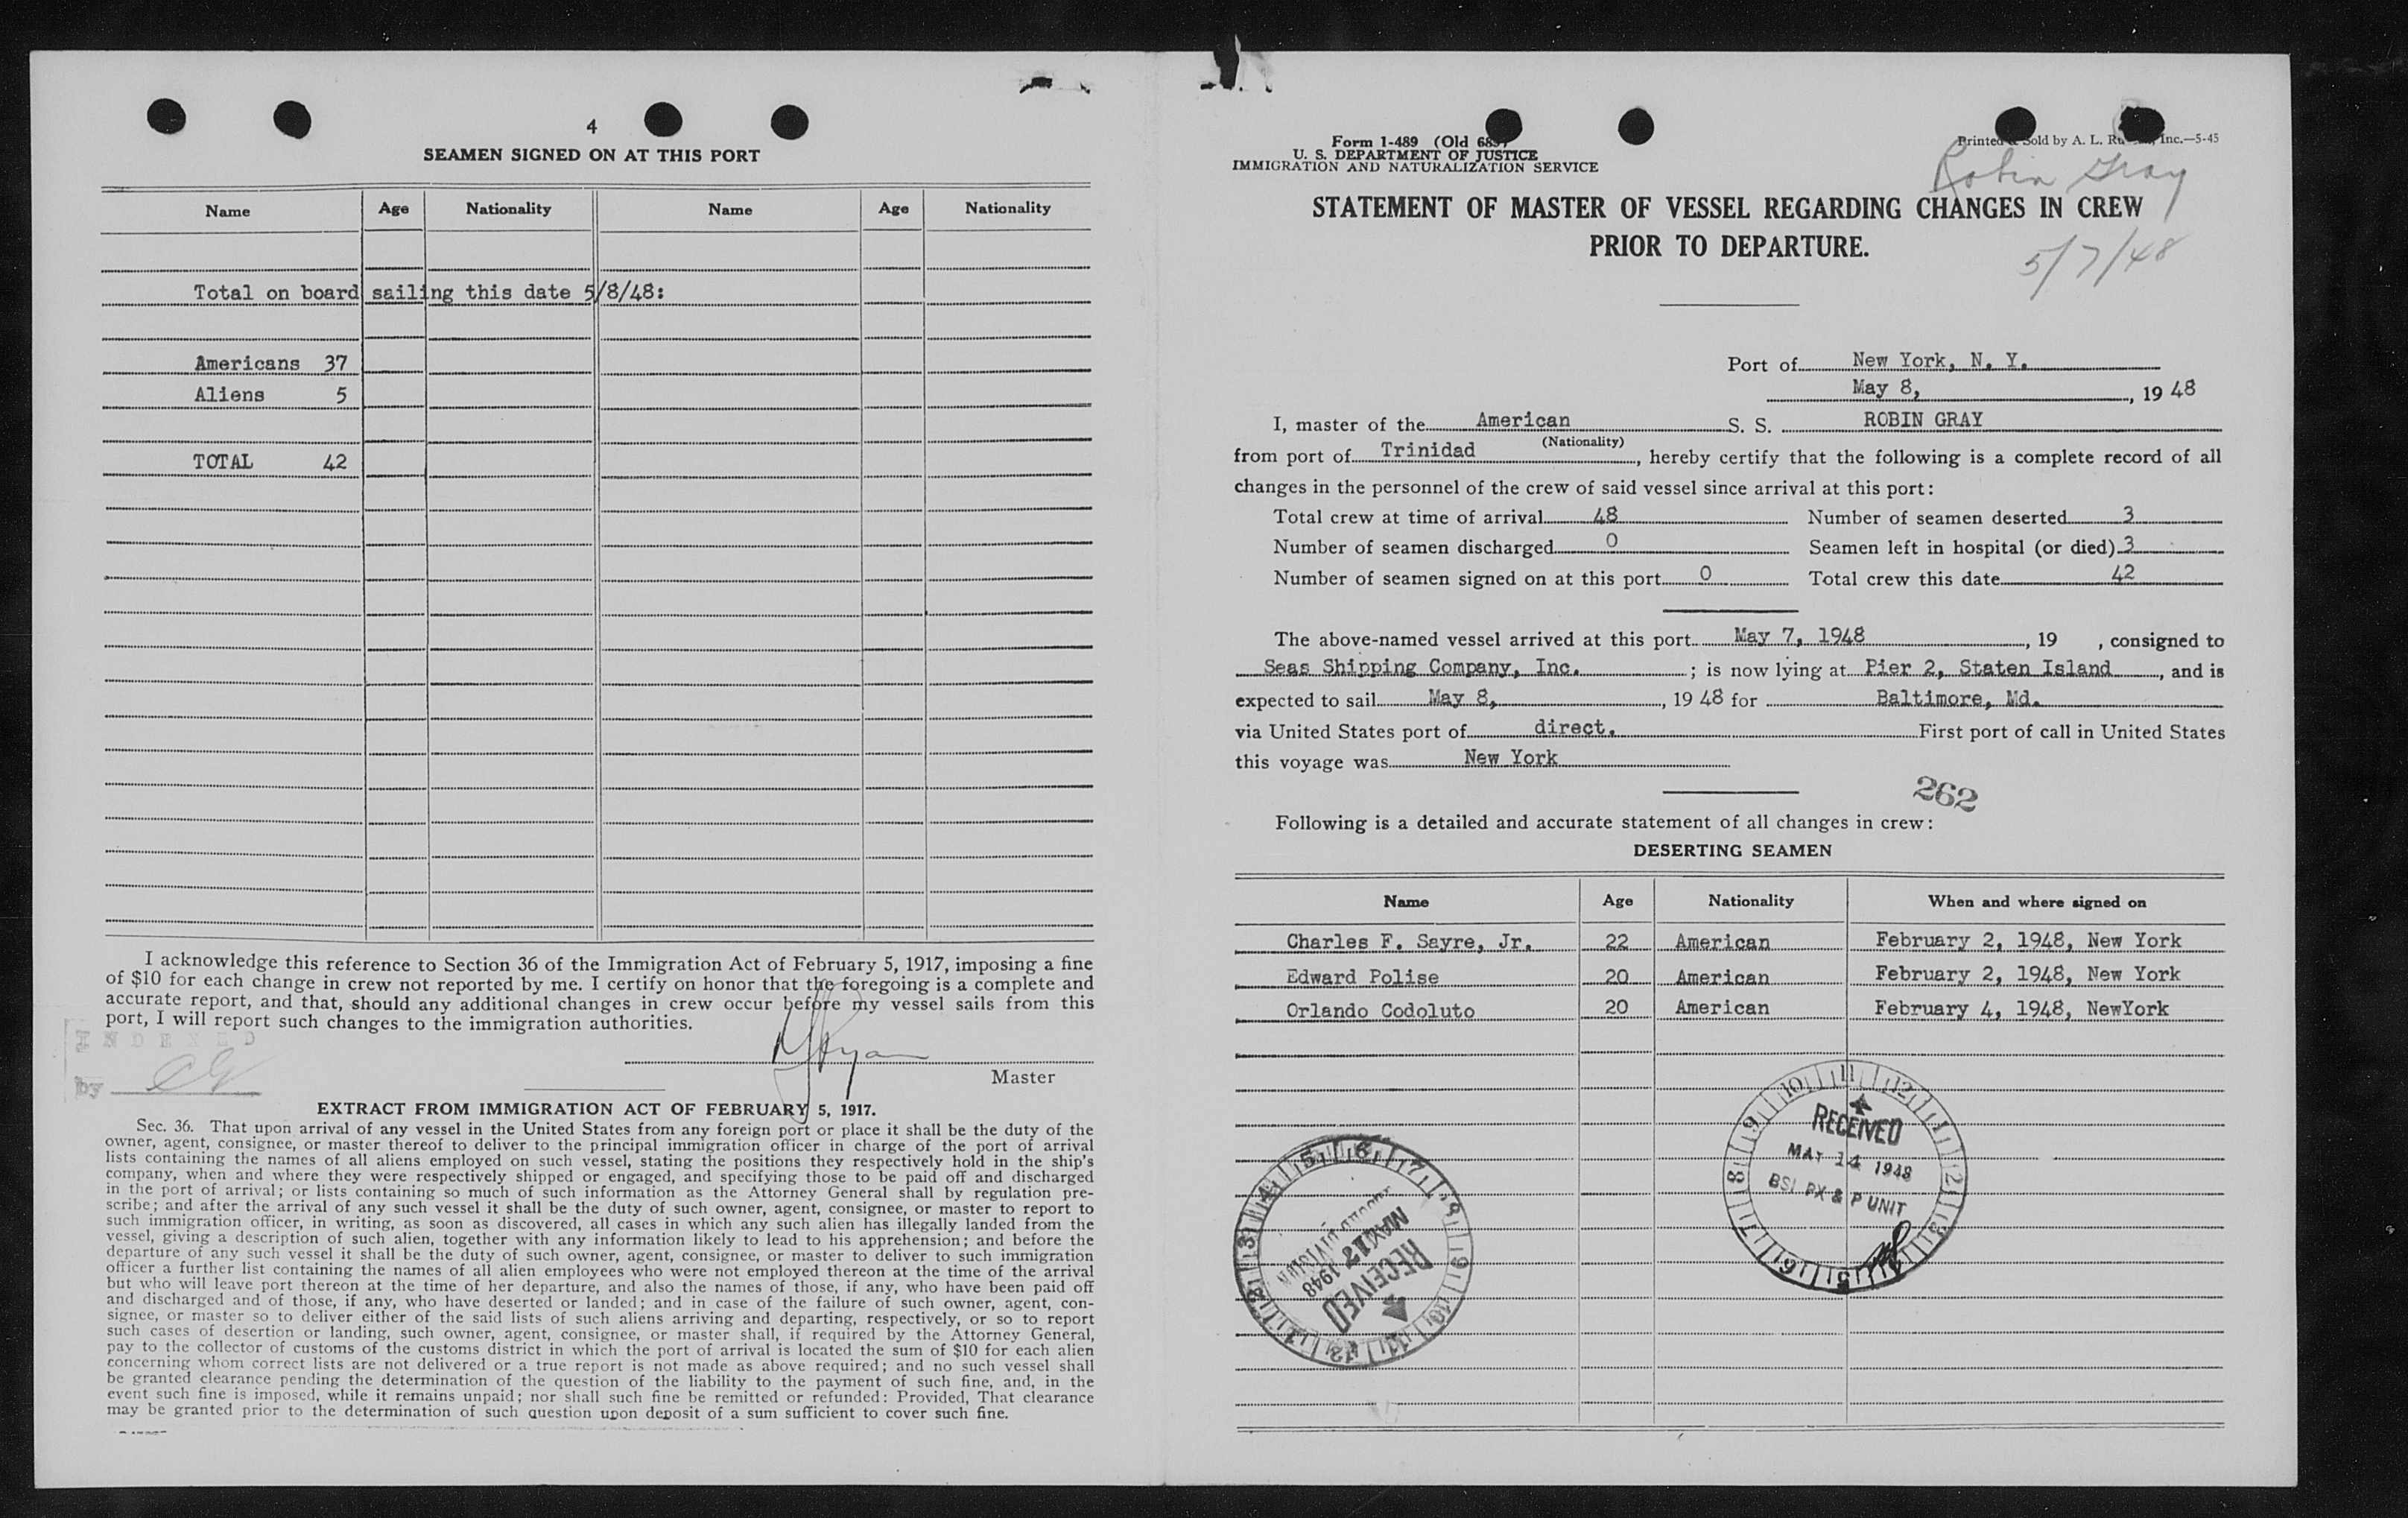 4
SEAMEN SIGNED ON AT THIS PORT
Name Age Nationality Name Age Nationality
Total on board sailing this date 5/8/48:
Americans 37
Aliens 5
TOTAL 42
I acknowledge this reference to Section 36 of the Immigration Act of February 5, 1917, imposing a fine
of $10 for each change in crew not reported by me. I certify on honor that the foregoing is a complete and
accurate report, and that, should any additional changes in crew occur before my vessel sails from this
port, I will report such changes to the immigration authorities.
INDEXED
by
Master
EXTRACT FROM IMMIGRATION ACT OF FEBRUARY 5, 1917.
Sec. 36. That upon arrival of any vessel in the United States from any foreign port or place it shall be the duty of the
owner, agent, consignee, or master thereof to deliver to the principal immigration officer in charge of the port of arrival
lists containing the names of all aliens employed on such vessel, stating the positions they respectively hold in the ship's
company, when and where they were respectively shipped or engaged, and specifying those to be paid off and discharged
in the port of arrival; or lists containing so much of such information as the Attorney General shall by regulation pre-
scribe; and after the arrival of any such vessel it shall be the duty of such owner, agent, consignee, or master to report to
such immigration officer, in writing, as soon as discovered, all cases in which any such alien has illegally landed from the
vessel, giving a description of such alien, together with any information likely to lead to his apprehension; and before the
departure of any such vessel it shall be the duty of such owner, agent, consignee, or master to deliver to such immigration
officer a further list containing the names of all alien employees who were not employed thereon at the time of the arrival
but who will leave port thereon at the time of her departure, and also the names of those, if any, who have been paid off
and discharged and of those, if any, who have deserted or landed; and in case of the failure of such owner, agent, con-
signee, or master so to deliver either of the said lists of such aliens arriving and departing, respectively, or so to report
such cases of desertion or landing, such owner, agent, consignee, or master shall, if required by the Attorney General,
pay to the collector of customs of the customs district in which the port of arrival is located the sum of $10 for each alien
concerning whom correct lists are not delivered or a true report is not made as above required; and no such vessel shall
be granted clearance pending the determination of the question of the liability to the payment of such fine, and, in the
event such fine is imposed, while it remains unpaid; nor shall such fine be remitted or refunded: Provided, That clearance
may be granted prior to the determination of such question upon deposit of a sum sufficient to cover such fine.
Form 1-489 (Old
U. S. DEPARTMENT OF JUSTICE
IMMIGRATION AND NATURALIZATION SERVICE
Printed Sold by A. L. Inc.—5-45
Robin Gray
STATEMENT OF MASTER OF VESSEL REGARDING CHANGES IN CREW
PRIOR TO DEPARTURE.
5/7/48
Port of New York, N. Y.
May 8, , 19 48
I, master of the American S. S. ROBIN GRAY
(Nationality)
from port of Trinidad , hereby certify that the following is a complete record of all
changes in the personnel of the crew of said vessel since arrival at this port:
Total crew at time of arrival 48 Number of seamen deserted 3
Number of seamen discharged 0 Seamen left in hospital (or died) 3
Number of seamen signed on at this port 0 Total crew this date 42
The above-named vessel arrived at this port May 7, 1948 , 19 , consigned to
Seas Shipping Company, Inc. ; is now lying at Pier 2, Staten Island , and is
expected to sail May 8, , 19 48 for Baltimore, Md.
via United States port of direct. First port of call in United States
this voyage was New York
262
Following is a detailed and accurate statement of all changes in crew:
DESERTING SEAMEN
Name Age Nationality When and where signed on
Charles F. Sayre, Jr. 22 American February 2, 1948, New York
Edward Polise 20 American February 2, 1948, New York
Orlando Codoluto 20 American February 4, 1948, NewYork
10 11 12 1 2 3 5 6 7 8 9
RECEIVED
MAY 14 1948
BSI PX & P UNIT
RECEIVED
MAY 12 1948
DIVISION